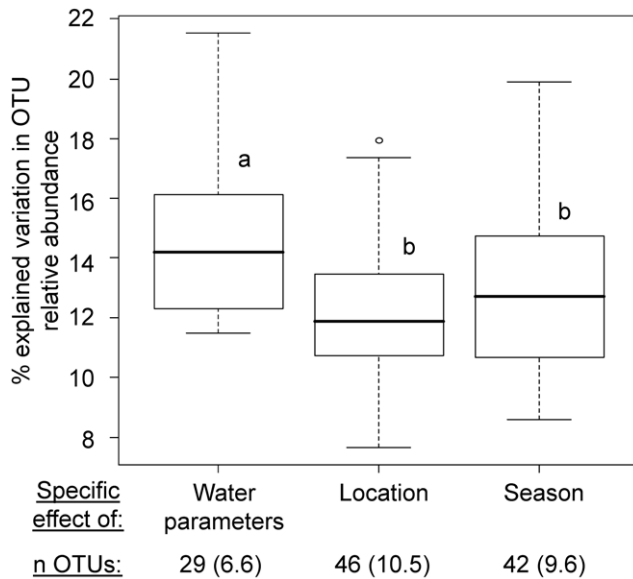 % explained variation in OTU
relative abundance
22
20
18
16
14
12
10
8
a
b
b
Specific
effect of:
Water
parameters
Location
Season
n OTUs: 29 (6.6) 46 (10.5) 42 (9.6)